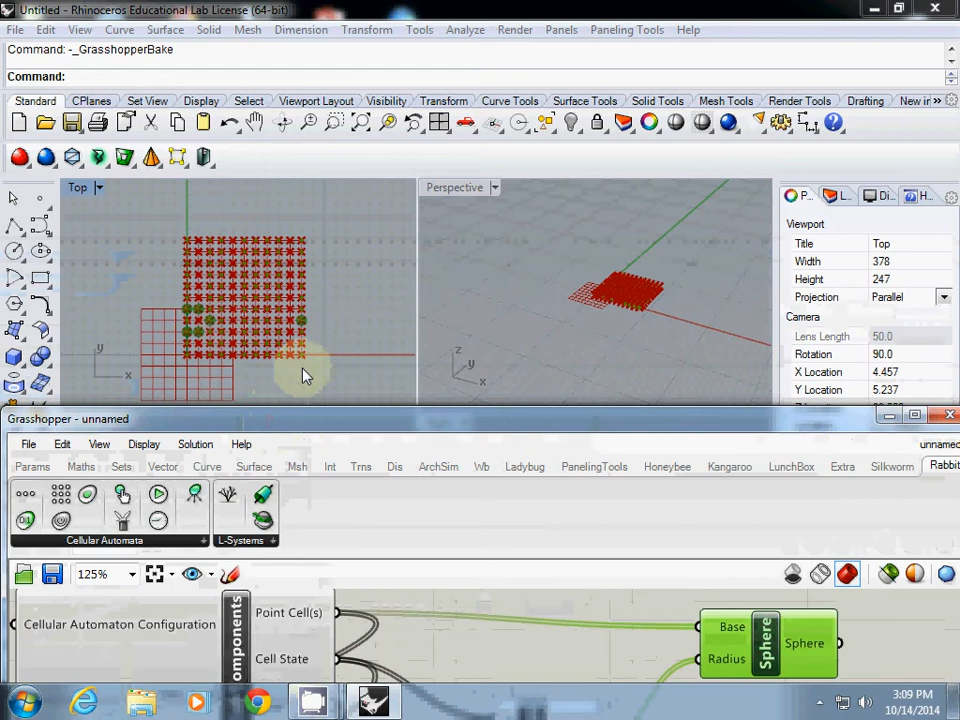 Untitled - Rhinoceros Educational Lab License (64-bit)
File Edit View Curve Surface Solid Mesh Dimension Transform Tools Analyze Render Panels Paneling Tools Help
Command: -_GrasshopperBake
Command:
Standard CPlanes Set View Display Select Viewport Layout Visibility Transform Curve Tools Surface Tools Solid Tools Mesh Tools Render Tools Drafting New in »
Top Perspective P... L... Di... H...
Viewport
Title Top
Width 378
Height 247
Projection Parallel
Camera
Lens Length 50.0
Rotation 90.0
X Location 4.457
Y Location 5.237
y x z y x
Grasshopper - unnamed
File Edit View Display Solution Help unnamed
Params Maths Sets Vector Curve Surface Msh Int Trns Dis ArchSim Wb Ladybug PanelingTools Honeybee Kangaroo LunchBox Extra Silkworm Rabbit
Cellular Automata L-Systems
125%
Cellular Automaton Configuration omponents Point Cell(s) Cell State
Base Radius Sphere Sphere
3:09 PM
10/14/2014